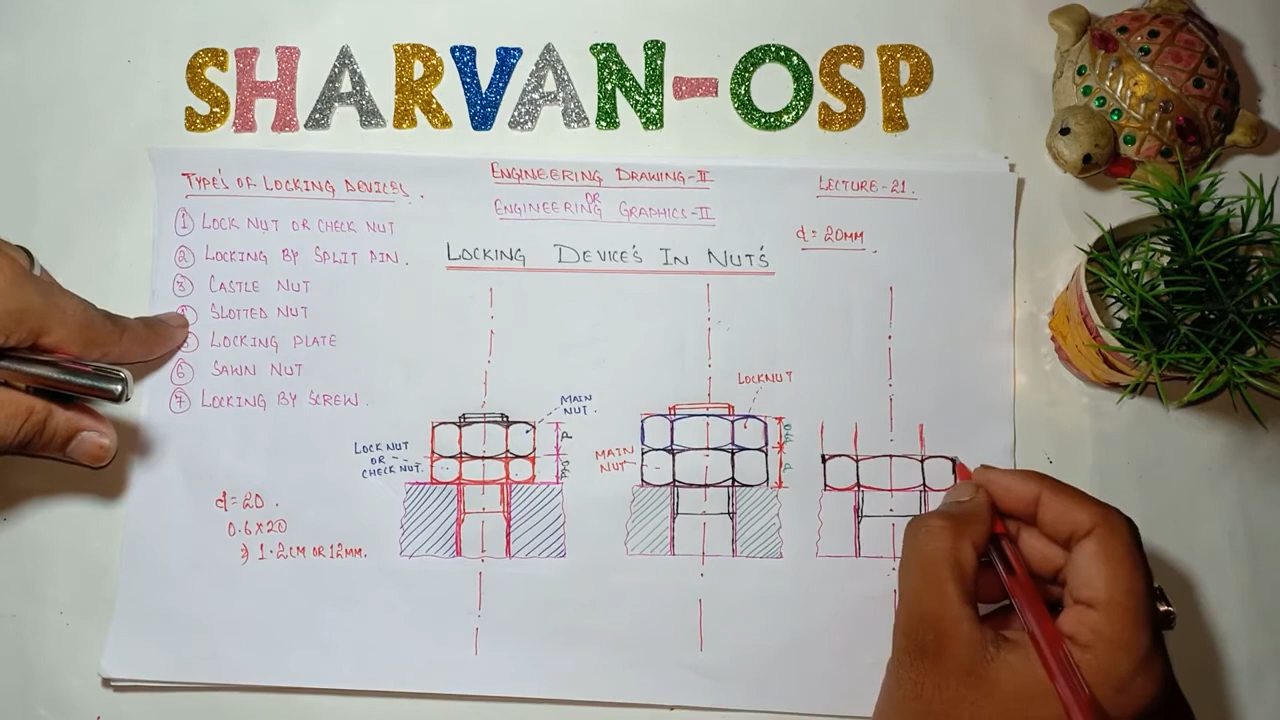 SHARVAN-OSP
TYPE'S OF LOCKING DEVICES.
① LOCK NUT OR CHECK NUT
② LOCKING BY SPLIT PIN.
③ CASTLE NUT
④ SLOTTED NUT
⑤ LOCKING PLATE
⑥ SAWN NUT
⑦ LOCKING BY SCREW.
ENGINEERING DRAWING-II
OR
ENGINEERING GRAPHICS-II
LECTURE-21.
d = 20MM.
LOCKING DEVICE'S IN NUT'S
MAIN
NUT.
LOCK NUT
OR
CHECK NUT.
d
LOCKNUT
MAIN
NUT
d
d=20.
0.6×20
⇒ 1.2CM OR 12MM.